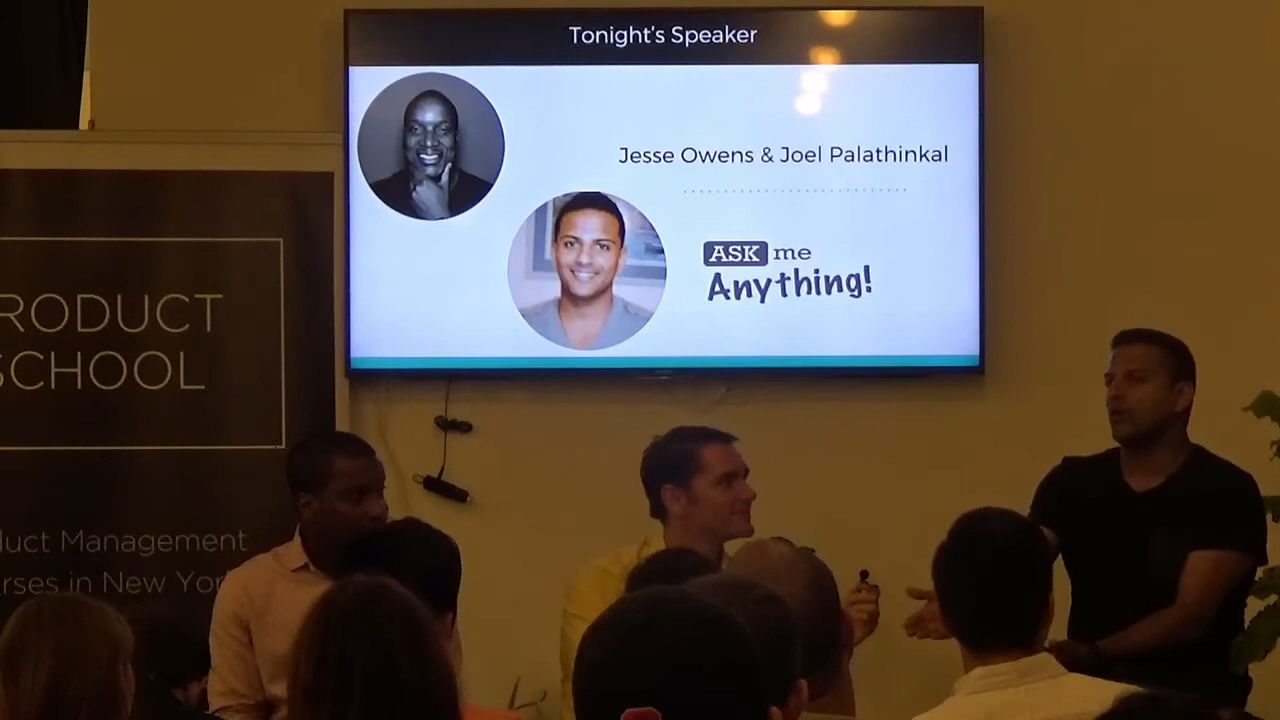 Tonight's Speaker
Jesse Owens & Joel Palathinkal
ASK me
Anything!
RODUCT
SCHOOL
duct Management
rses in New Yor